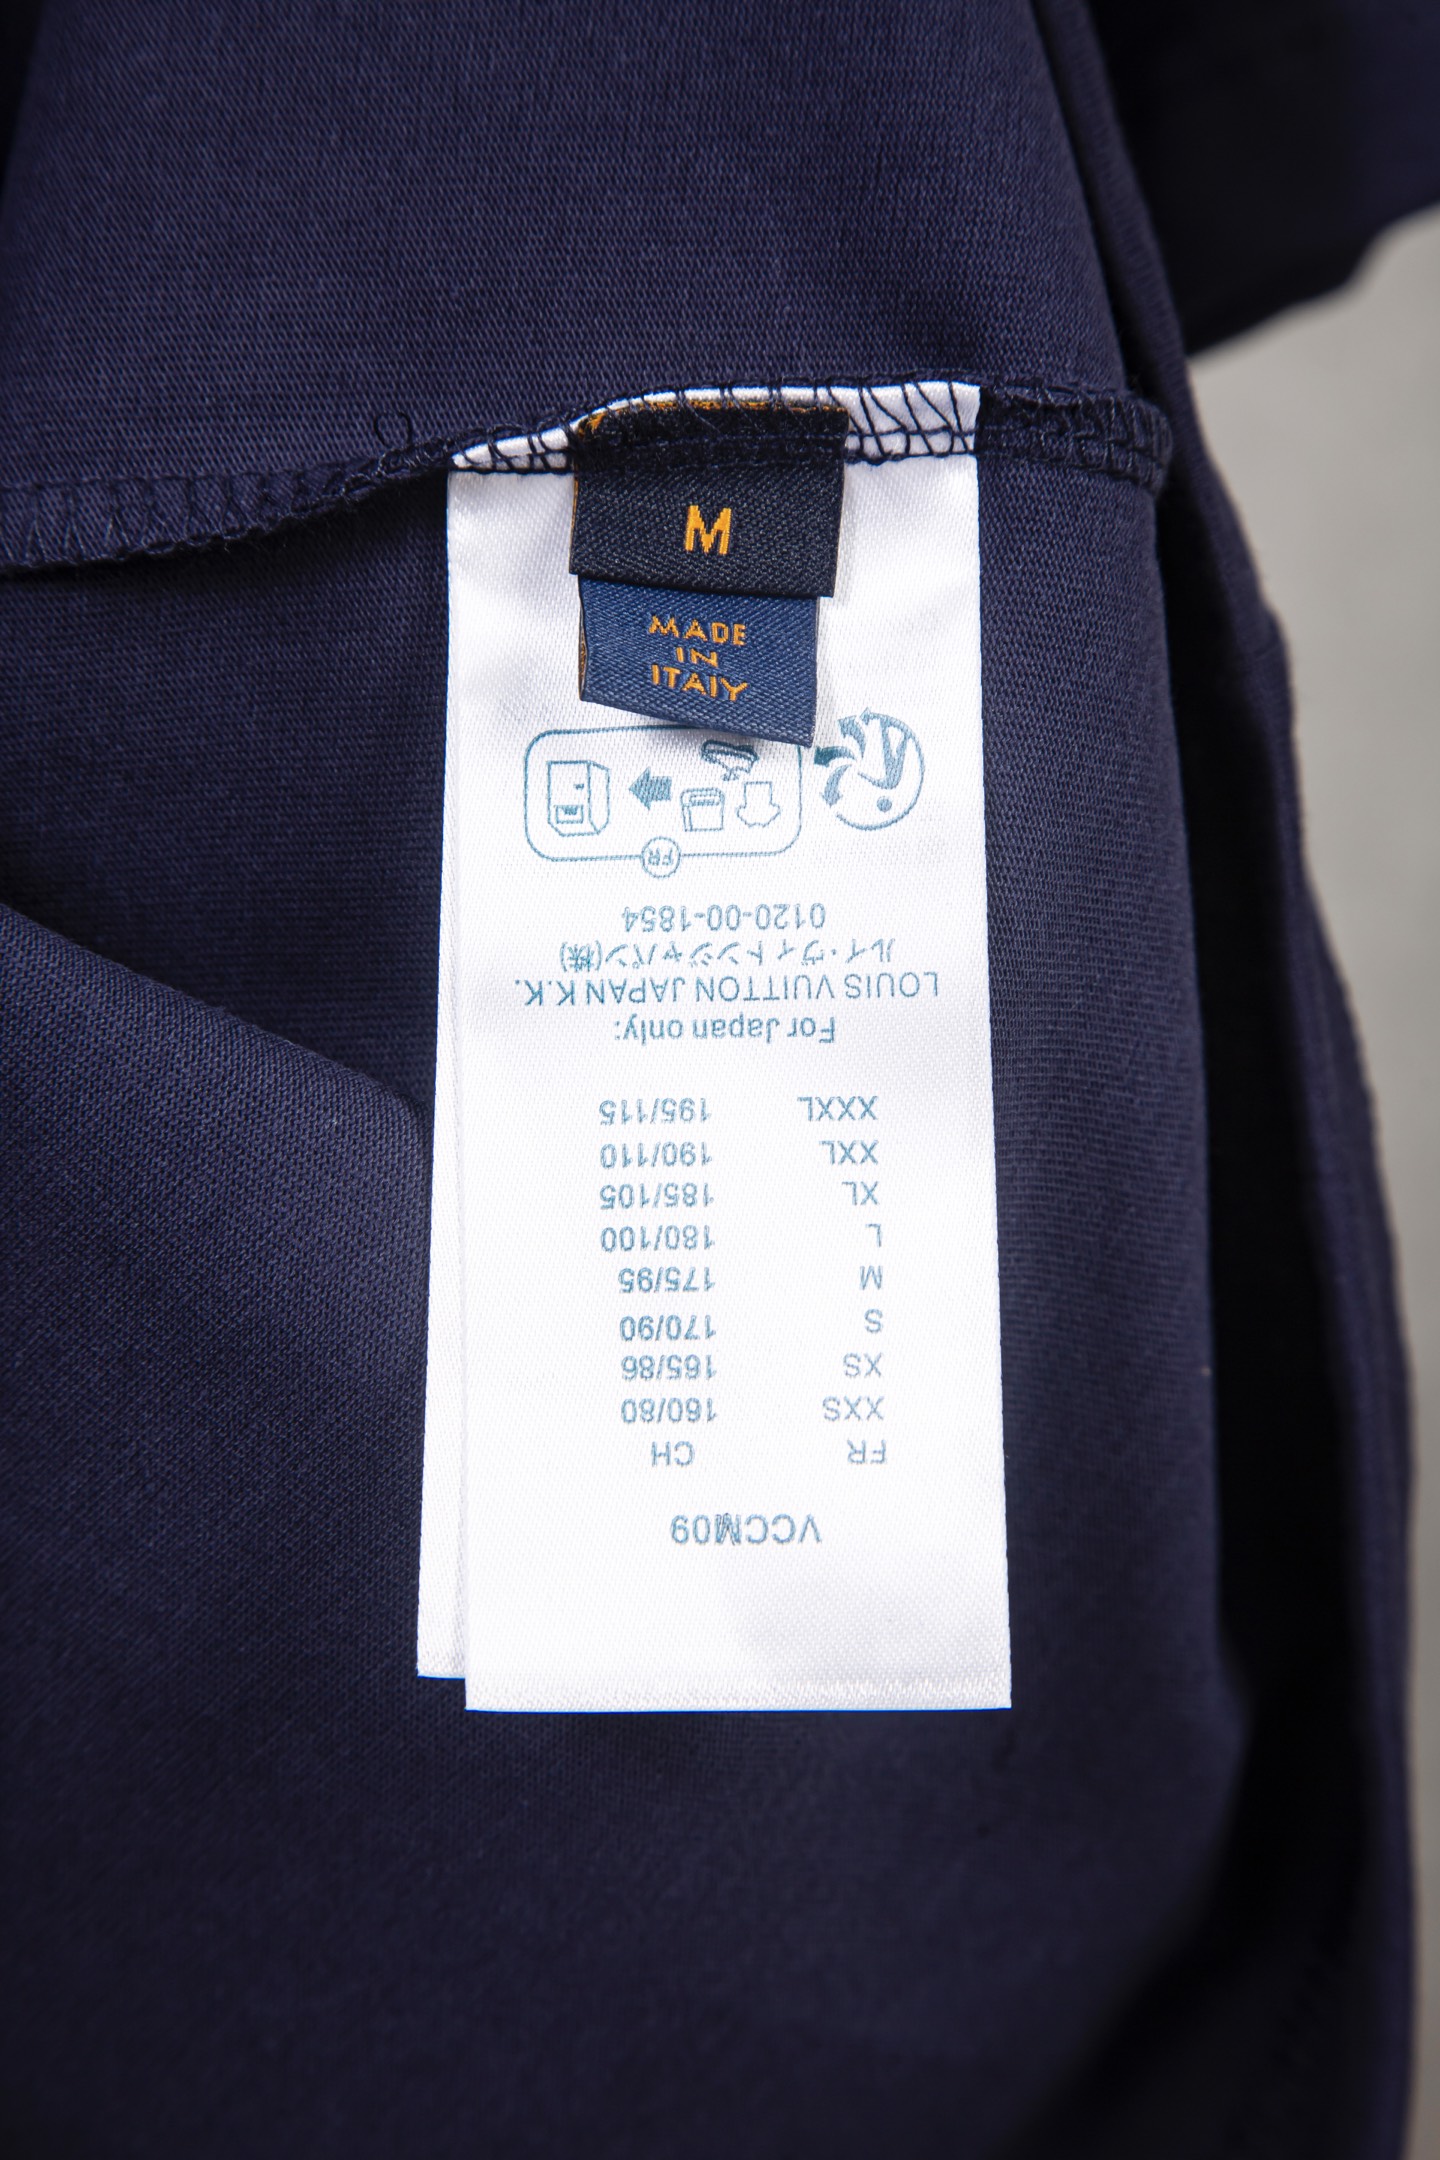 M
MADE
IN
ITALY
VCCM09
FR CH
XXS 160/80
XS 165/86
S 170/90
M 175/95
L 180/100
XL 185/105
XXL 190/110
XXXL 195/115
For Japan only:
LOUIS VUITTON JAPAN K.K.
ルイ・ヴィトンジャパン(株)
0120-00-1854
FR